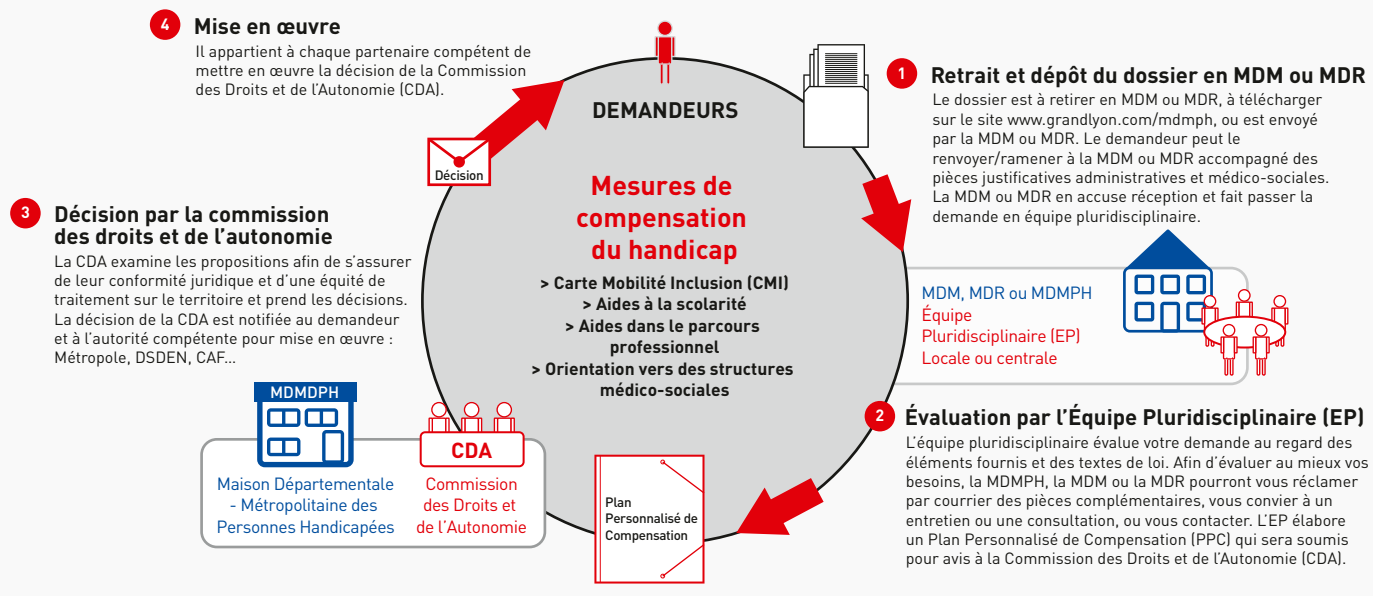 4 Mise en œuvre
Il appartient à chaque partenaire compétent de
mettre en œuvre la décision de la Commission
des Droits et de l'Autonomie (CDA).
Décision
DEMANDEURS
Mesures de
compensation
du handicap
> Carte Mobilité Inclusion (CMI)
> Aides à la scolarité
> Aides dans le parcours
professionnel
> Orientation vers des structures
médico-sociales
1 Retrait et dépôt du dossier en MDM ou MDR
Le dossier est à retirer en MDM ou MDR, à télécharger
sur le site www.grandlyon.com/mdmph, ou est envoyé
par la MDM ou MDR. Le demandeur peut le
renvoyer/ramener à la MDM ou MDR accompagné des
pièces justificatives administratives et médico-sociales.
La MDM ou MDR en accuse réception et fait passer la
demande en équipe pluridisciplinaire.
MDM, MDR ou MDMPH
Équipe
Pluridisciplinaire (EP)
Locale ou centrale
2 Évaluation par l'Équipe Pluridisciplinaire (EP)
L'équipe pluridisciplinaire évalue votre demande au regard des
éléments fournis et des textes de loi. Afin d'évaluer au mieux vos
besoins, la MDMPH, la MDM ou la MDR pourront vous réclamer
par courrier des pièces complémentaires, vous convier à un
entretien ou une consultation, ou vous contacter. L'EP élabore
un Plan Personnalisé de Compensation (PPC) qui sera soumis
pour avis à la Commission des Droits et de l'Autonomie (CDA).
Plan
Personnalisé de
Compensation
3 Décision par la commission
des droits et de l'autonomie
La CDA examine les propositions afin de s'assurer
de leur conformité juridique et d'une équité de
traitement sur le territoire et prend les décisions.
La décision de la CDA est notifiée au demandeur
et à l'autorité compétente pour mise en œuvre :
Métropole, DSDEN, CAF...
MDMDPH
Maison Départementale
- Métropolitaine des
Personnes Handicapées
CDA
Commission
des Droits et
de l'Autonomie